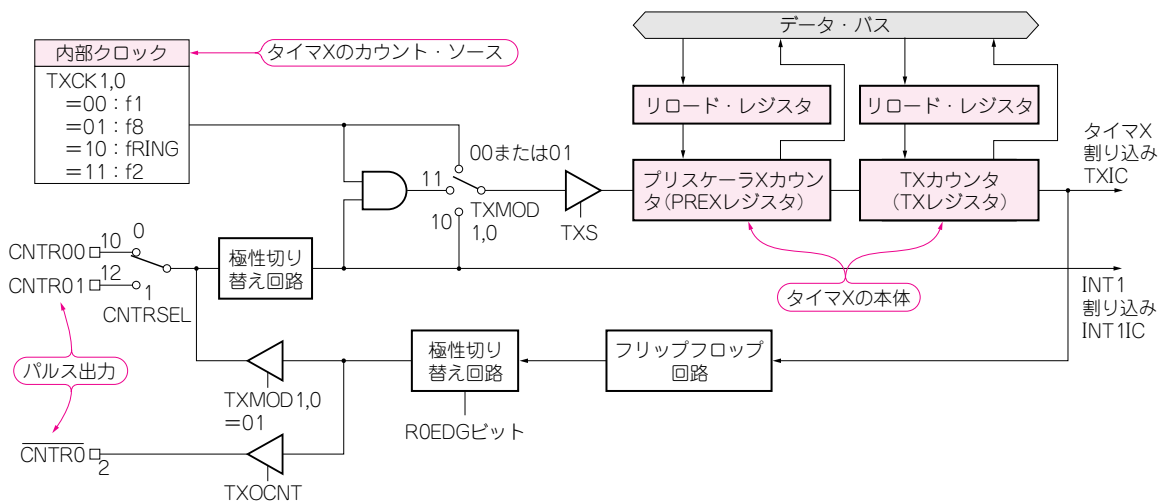 データ・バス
内部クロック
タイマXのカウント・ソース
TXCK1,0
=00：f1
=01：f8
=10：fRING
=11：f2
リロード・レジスタ
リロード・レジスタ
タイマX
割り込み
TXIC
00または01
11
10
TXMOD
1,0
TXS
プリスケーラXカウン
タ(PREXレジスタ)
TXカウンタ
(TXレジスタ)
CNTR00
10
0
CNTR01
12
1
CNTRSEL
極性切り
替え回路
タイマXの本体
INT1
割り込み
INT1IC
パルス出力
TXMOD1,0
=01
極性切り
替え回路
フリップフロップ
回路
R0EDGビット
CNTR0
2
TXOCNT